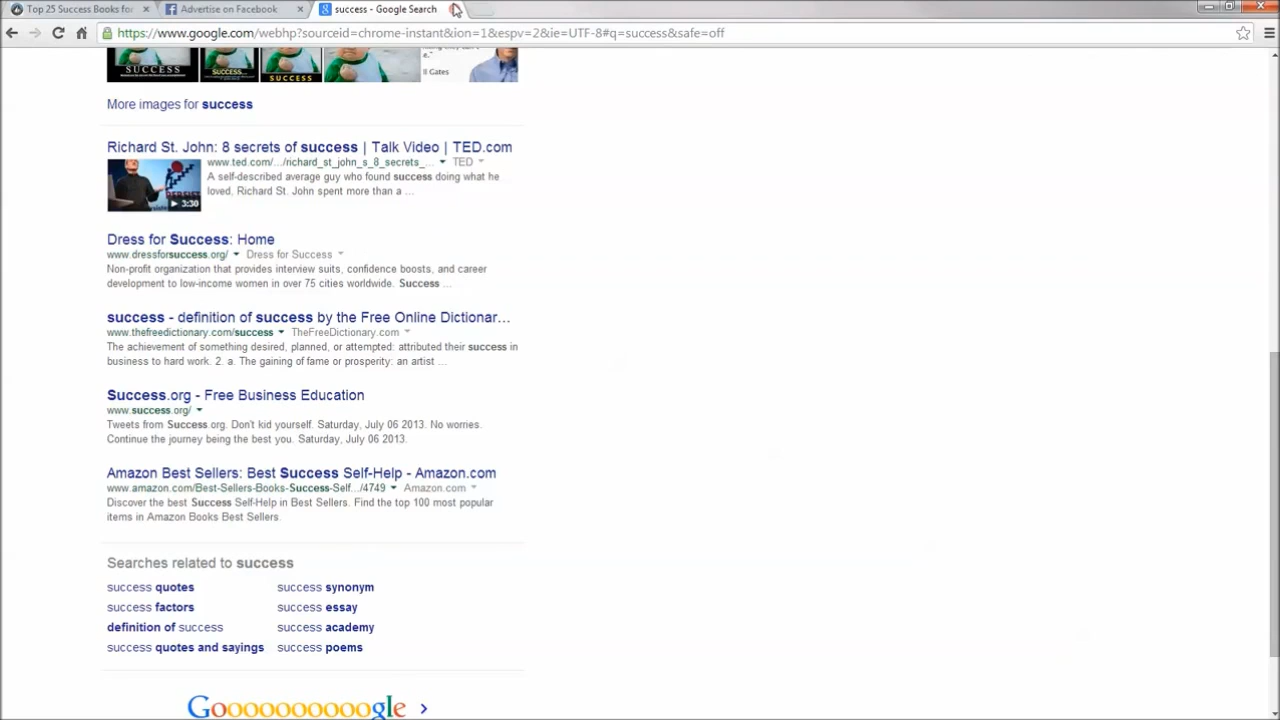 Top 25 Success Books for
Advertise on Facebook
success - Google Search
https://www.google.com/webhp?sourceid=chrome-instant&ion=1&espv=2&ie=UTF-8#q=success&safe=off
SUCCESS
SUCCESS...
SUCCESS
e."
ll Gates
More images for success
Richard St. John: 8 secrets of success | Talk Video | TED.com
www.ted.com/.../richard_st_john_s_8_secrets_... TED
A self-described average guy who found success doing what he
loved, Richard St. John spent more than a ...
3:30
Dress for Success: Home
www.dressforsuccess.org/ Dress for Success
Non-profit organization that provides interview suits, confidence boosts, and career
development to low-income women in over 75 cities worldwide. Success ...
success - definition of success by the Free Online Dictionar...
www.thefreedictionary.com/success TheFreeDictionary.com
The achievement of something desired, planned, or attempted: attributed their success in
business to hard work. 2. a. The gaining of fame or prosperity: an artist ...
Success.org - Free Business Education
www.success.org/
Tweets from Success.org. Don't kid yourself. Saturday, July 06 2013. No worries.
Continue the journey being the best you. Saturday, July 06 2013.
Amazon Best Sellers: Best Success Self-Help - Amazon.com
www.amazon.com/Best-Sellers-Books-Success-Self.../4749 Amazon.com
Discover the best Success Self-Help in Best Sellers. Find the top 100 most popular
items in Amazon Books Best Sellers.
Searches related to success
success quotes success synonym
success factors success essay
definition of success success academy
success quotes and sayings success poems
Goooooooooogle